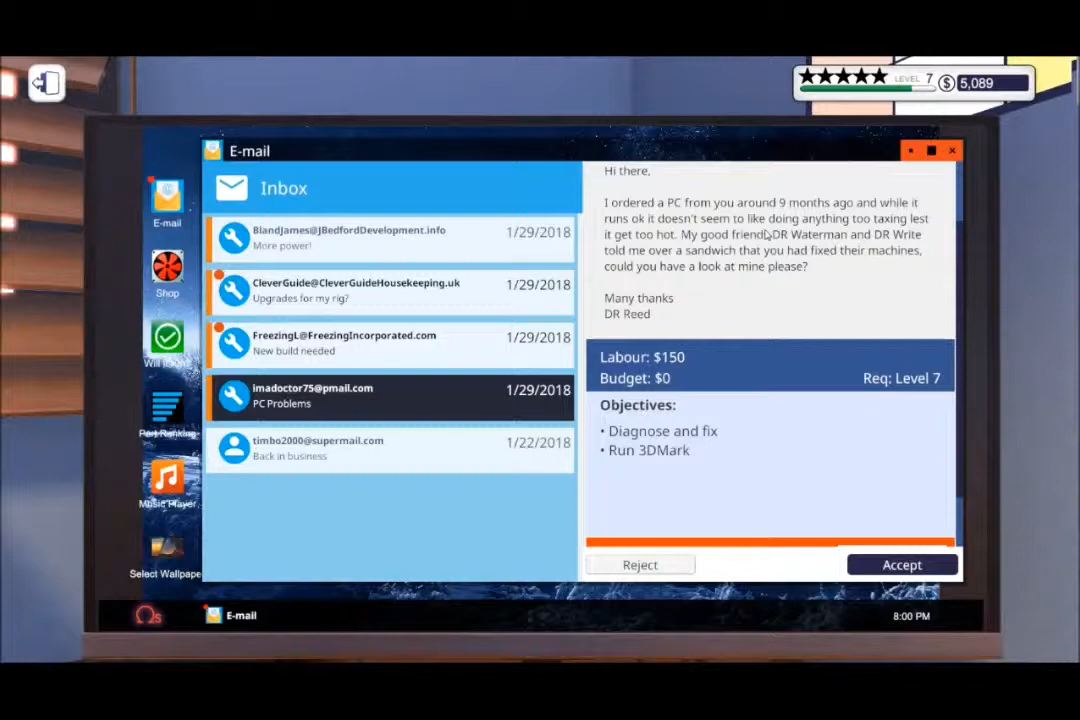 LEVEL 7
$ 5,089
E-mail
Inbox
BlandJames@JBedfordDevelopment.info
1/29/2018
More power!
CleverGuide@CleverGuideHousekeeping.uk
1/29/2018
Upgrades for my rig?
FreezingL@FreezingIncorporated.com
1/29/2018
New build needed
imadoctor75@pmail.com
1/29/2018
PC Problems
timbo2000@supermail.com
1/22/2018
Back in business
Hi there,
I ordered a PC from you around 9 months ago and while it
runs ok it doesn't seem to like doing anything too taxing lest
it get too hot. My good friend DR Waterman and DR Write
told me over a sandwich that you had fixed their machines,
could you have a look at mine please?
Many thanks
DR Reed
Labour: $150
Budget: $0
Req: Level 7
Objectives:
• Diagnose and fix
• Run 3DMark
Reject
Accept
E-mail
Shop
Part Ranking
Music Player
Select Wallpape
Ωs
E-mail
8:00 PM